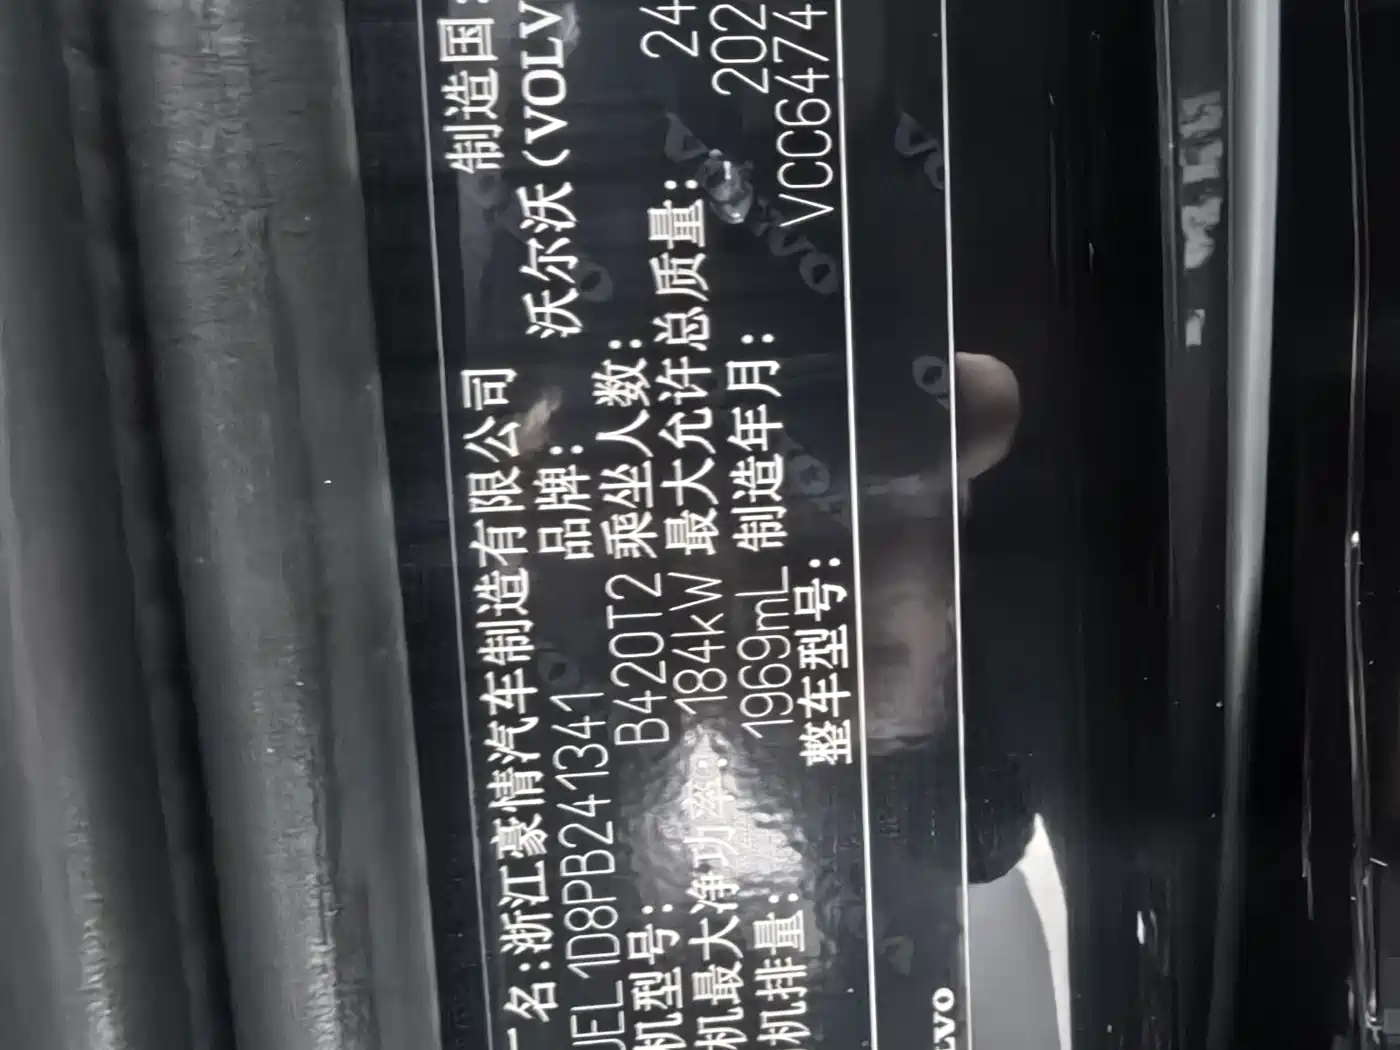 名:浙江豪情汽车制造有限公司 制造国:
UEL1D8PB241341 品牌: 沃尔沃(VOLV
机型号: B420T2 乘坐人数:
机最大净功率: 184kW 最大允许总质量: 24
机排量: 1969mL 制造年月: 202
整车型号: VCC6474
LVO